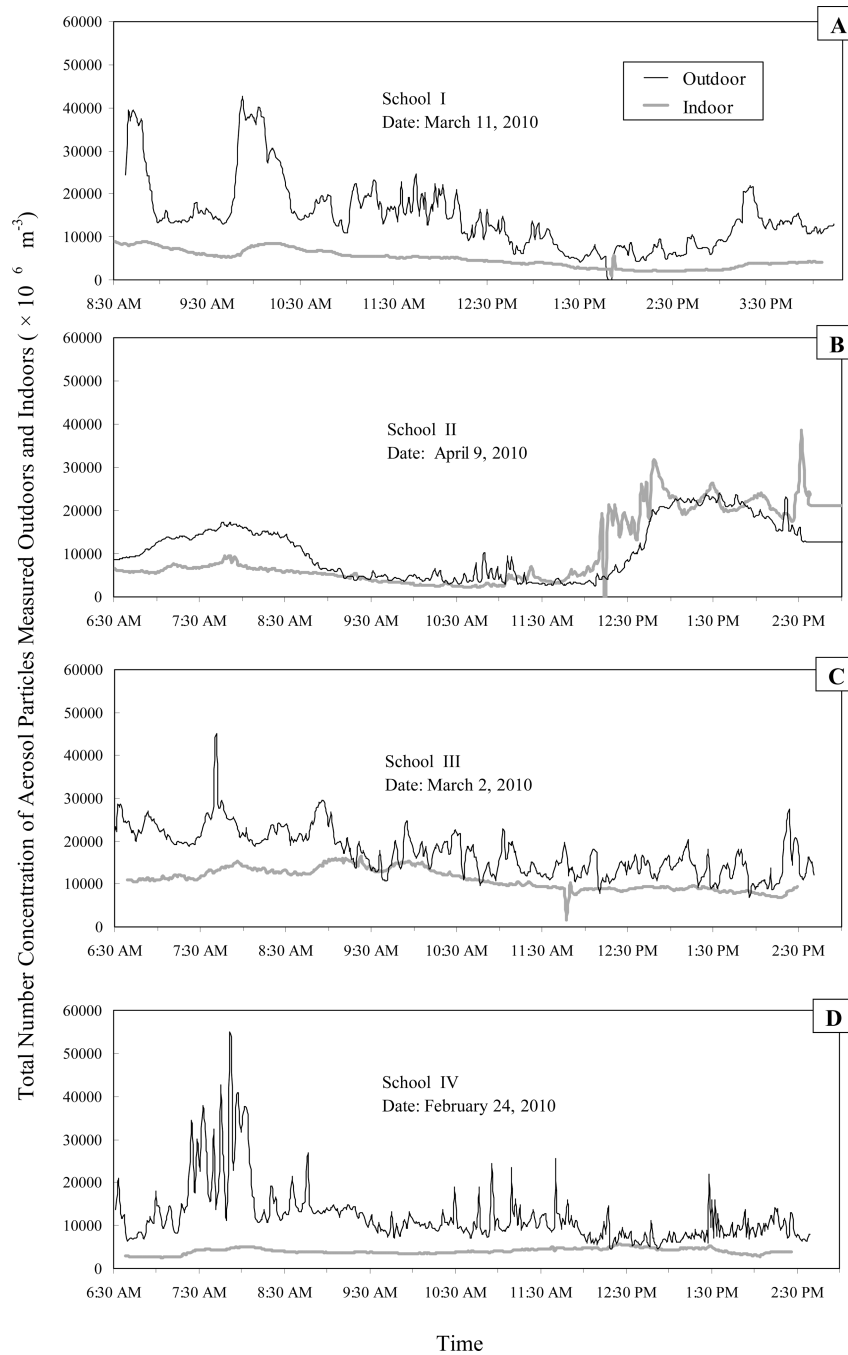 Total Number Concentration of Aerosol Particles Measured Outdoors and Indoors ( × 10⁶ m⁻³)
A
60000
50000
40000
30000
20000
10000
0
Outdoor
Indoor
School I
Date: March 11, 2010
8:30 AM 9:30 AM 10:30 AM 11:30 AM 12:30 PM 1:30 PM 2:30 PM 3:30 PM
B
60000
50000
40000
30000
20000
10000
0
School II
Date: April 9, 2010
6:30 AM 7:30 AM 8:30 AM 9:30 AM 10:30 AM 11:30 AM 12:30 PM 1:30 PM 2:30 PM
C
60000
50000
40000
30000
20000
10000
0
School III
Date: March 2, 2010
6:30 AM 7:30 AM 8:30 AM 9:30 AM 10:30 AM 11:30 AM 12:30 PM 1:30 PM 2:30 PM
D
60000
50000
40000
30000
20000
10000
0
School IV
Date: February 24, 2010
6:30 AM 7:30 AM 8:30 AM 9:30 AM 10:30 AM 11:30 AM 12:30 PM 1:30 PM 2:30 PM
Time